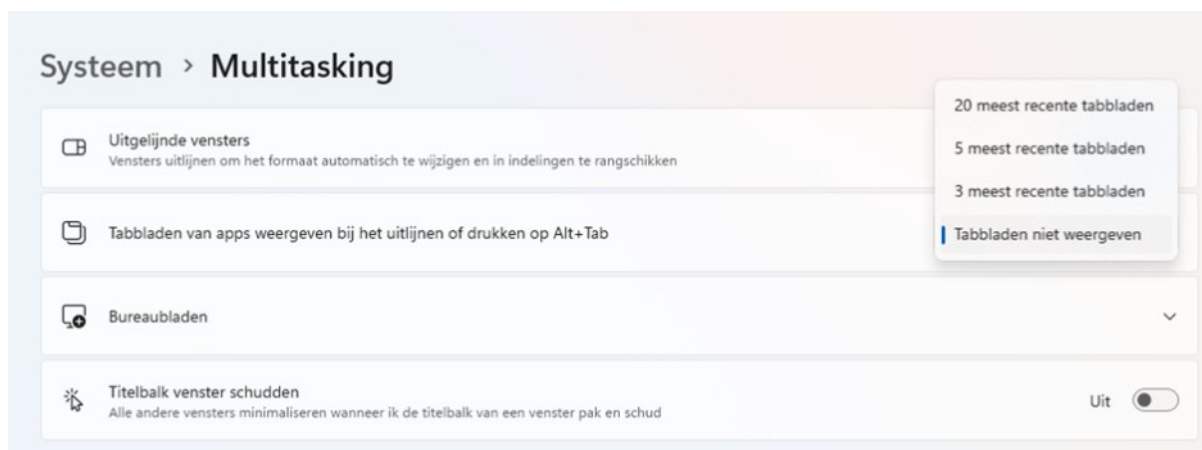 Systeem > Multitasking
Uitgelijnde vensters
Vensters uitlijnen om het formaat automatisch te wijzigen en in indelingen te rangschikken
20 meest recente tabbladen
5 meest recente tabbladen
3 meest recente tabbladen
Tabbladen niet weergeven
Tabbladen van apps weergeven bij het uitlijnen of drukken op Alt+Tab
Bureaubladen
Titelbalk venster schudden
Alle andere vensters minimaliseren wanneer ik de titelbalk van een venster pak en schud
Uit